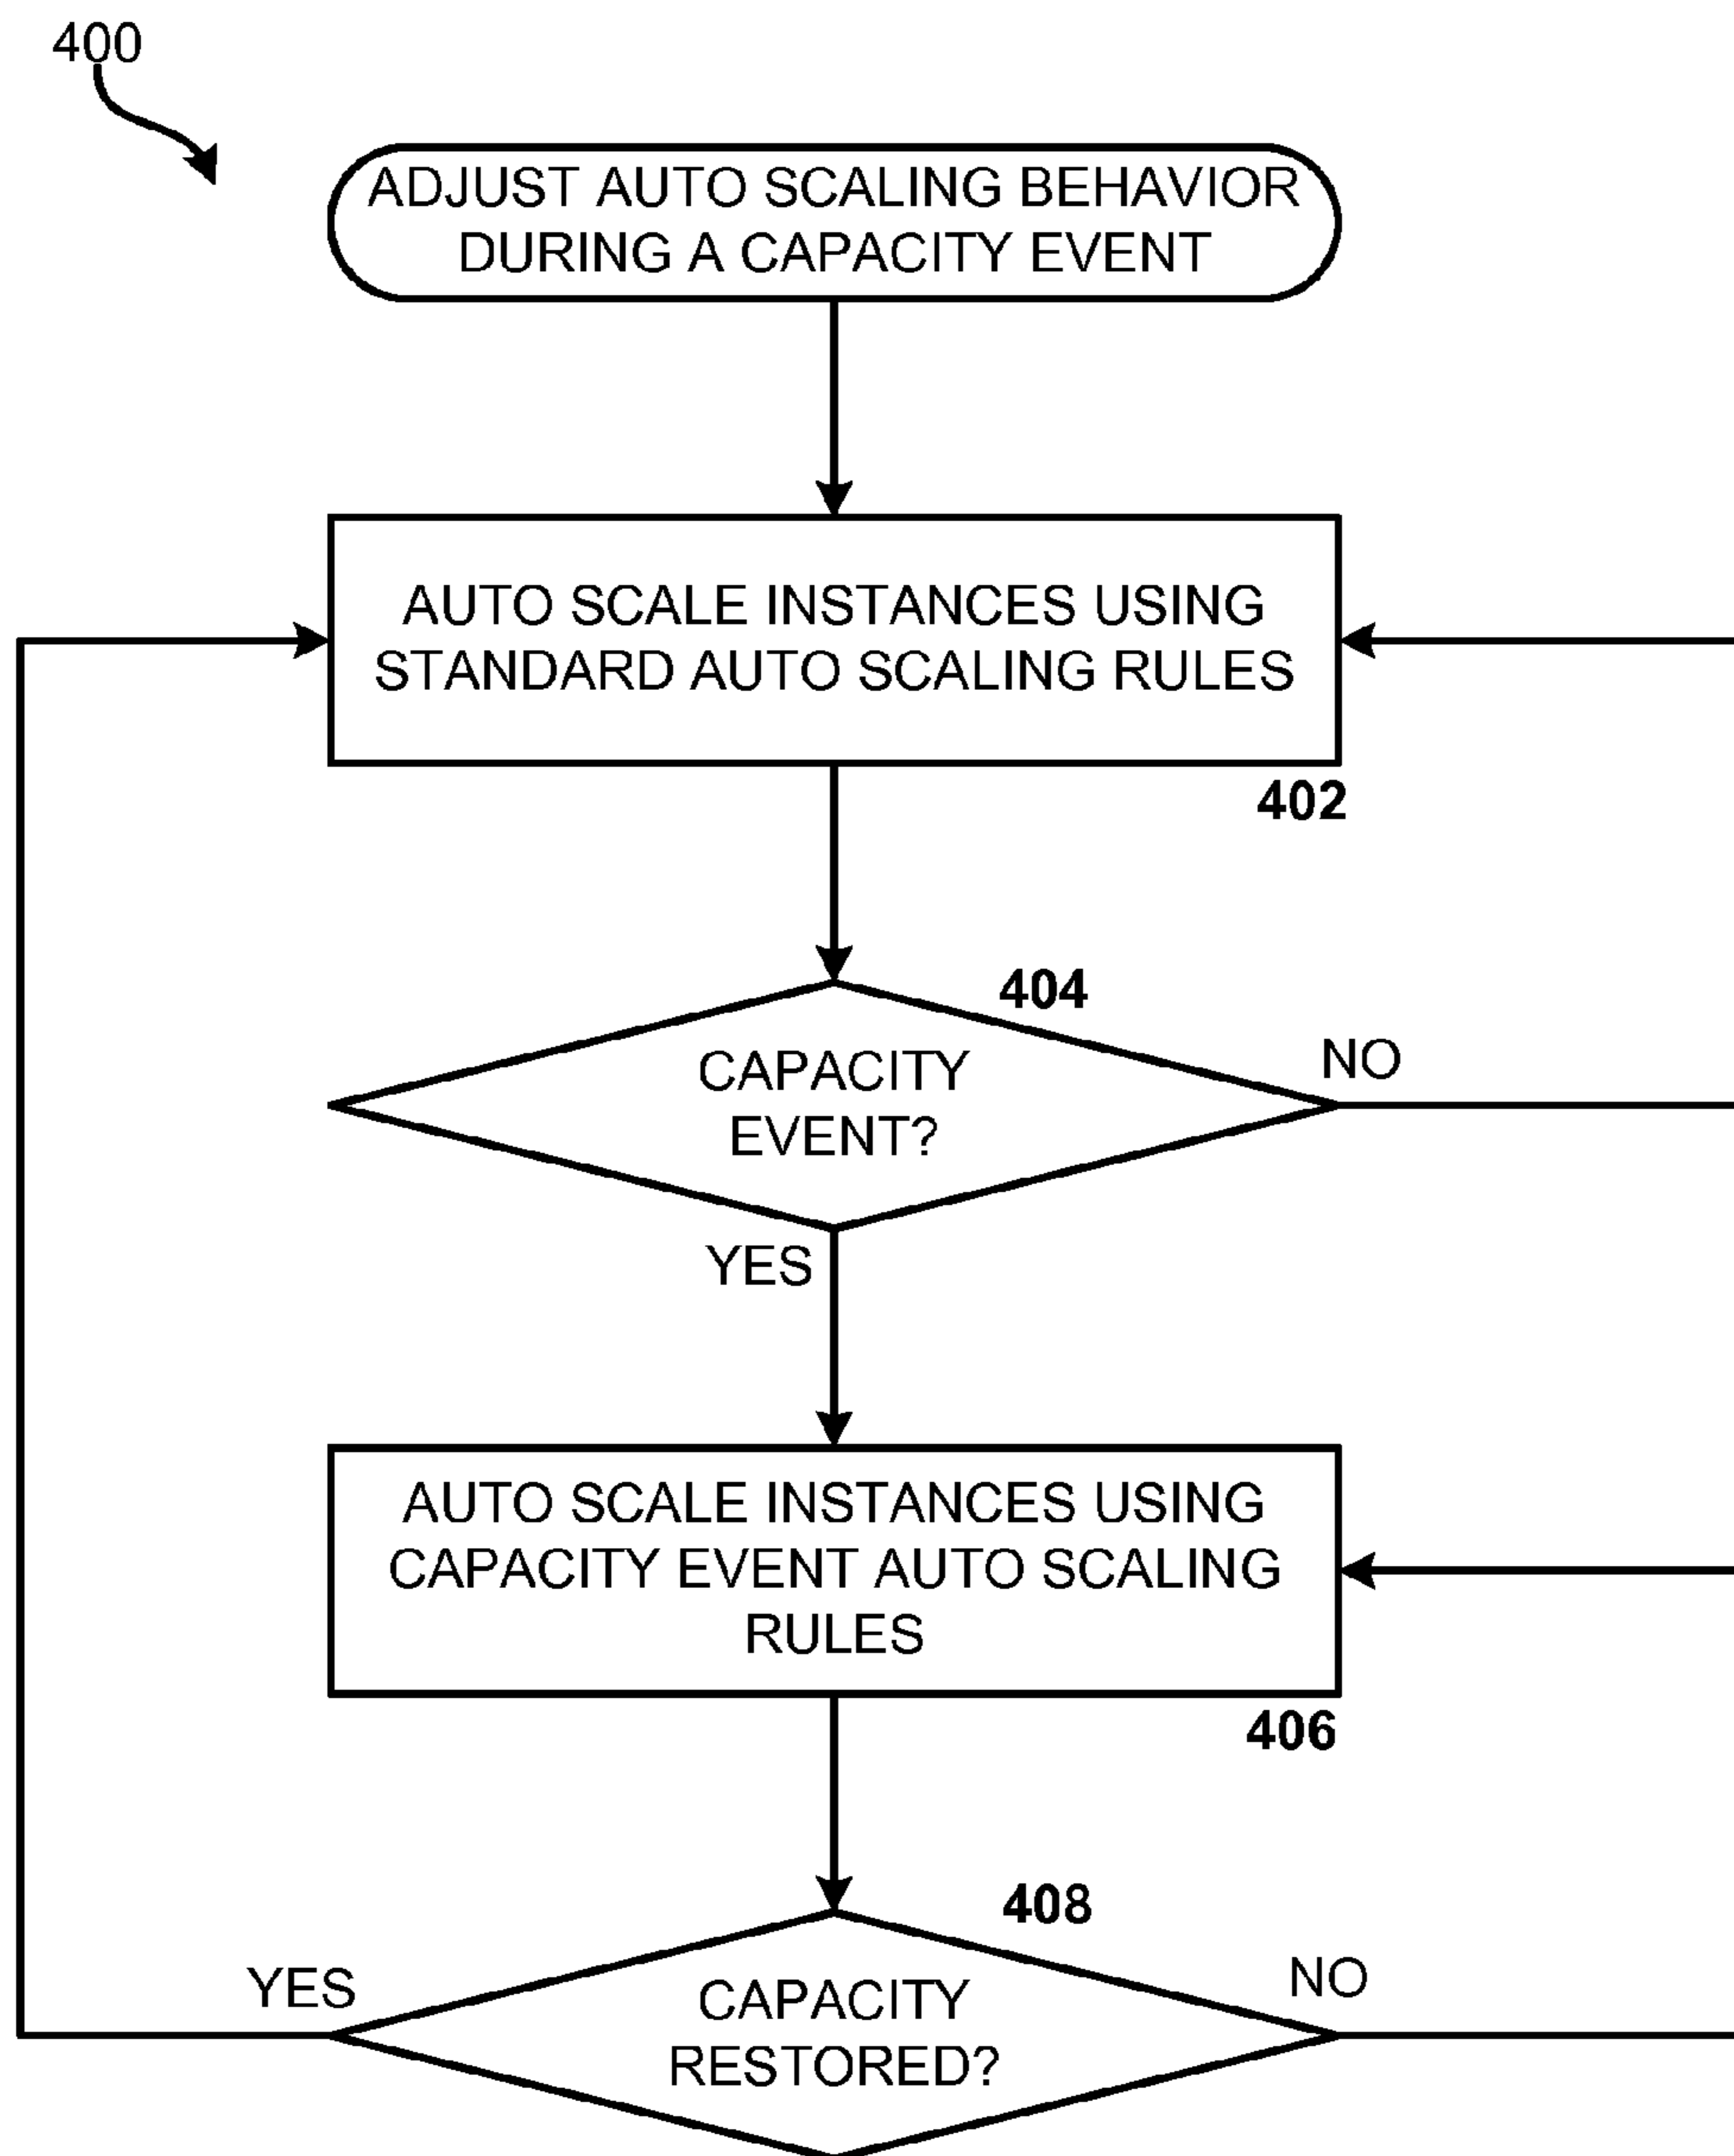 400
ADJUST AUTO SCALING BEHAVIOR
DURING A CAPACITY EVENT
AUTO SCALE INSTANCES USING
STANDARD AUTO SCALING RULES
402
404
CAPACITY
EVENT?
NO
YES
AUTO SCALE INSTANCES USING
CAPACITY EVENT AUTO SCALING
RULES
406
408
CAPACITY
RESTORED?
YES
NO